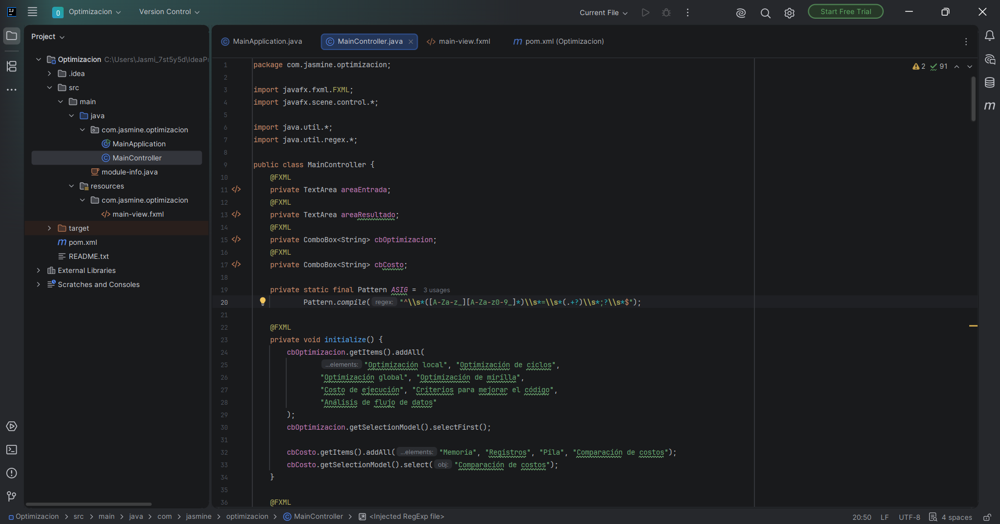 Optimizacion
Version Control
Current File
Start Free Trial
Project
Optimizacion C:\Users\Jasmi_7st5y5d\IdeaPr
.idea
src
main
java
com.jasmine.optimizacion
MainApplication
MainController
module-info.java
resources
com.jasmine.optimizacion
main-view.fxml
target
pom.xml
README.txt
External Libraries
Scratches and Consoles
MainApplication.java
MainController.java
main-view.fxml
pom.xml (Optimizacion)
2 91
1 package com.jasmine.optimizacion;
2
3 import javafx.fxml.FXML;
4 import javafx.scene.control.*;
5
6 import java.util.*;
7 import java.util.regex.*;
8
9 public class MainController {
10 @FXML
11 private TextArea areaEntrada;
12 @FXML
13 private TextArea areaResultado;
14 @FXML
15 private ComboBox<String> cbOptimizacion;
16 @FXML
17 private ComboBox<String> cbCosto;
18
19 private static final Pattern ASIG = 3 usages
20 Pattern.compile( regex: "^\\s*([A-Za-z_][A-Za-z0-9_]*)\\s*=\\s*(.+?)\\s*;?\\s*$");
21
22 @FXML
23 private void initialize() {
24 cbOptimizacion.getItems().addAll(
25 ...elements: "Optimización local", "Optimización de ciclos",
26 "Optimización global", "Optimización de mirilla",
27 "Costo de ejecución", "Criterios para mejorar el código",
28 "Análisis de flujo de datos"
29 );
30 cbOptimizacion.getSelectionModel().selectFirst();
31
32 cbCosto.getItems().addAll( ...elements: "Memoria", "Registros", "Pila", "Comparación de costos");
33 cbCosto.getSelectionModel().select( obj: "Comparación de costos");
34 }
35
36 @FXML
Optimizacion > src > main > java > com > jasmine > optimizacion > MainController > <Injected RegExp file>
20:50 LF UTF-8 4 spaces